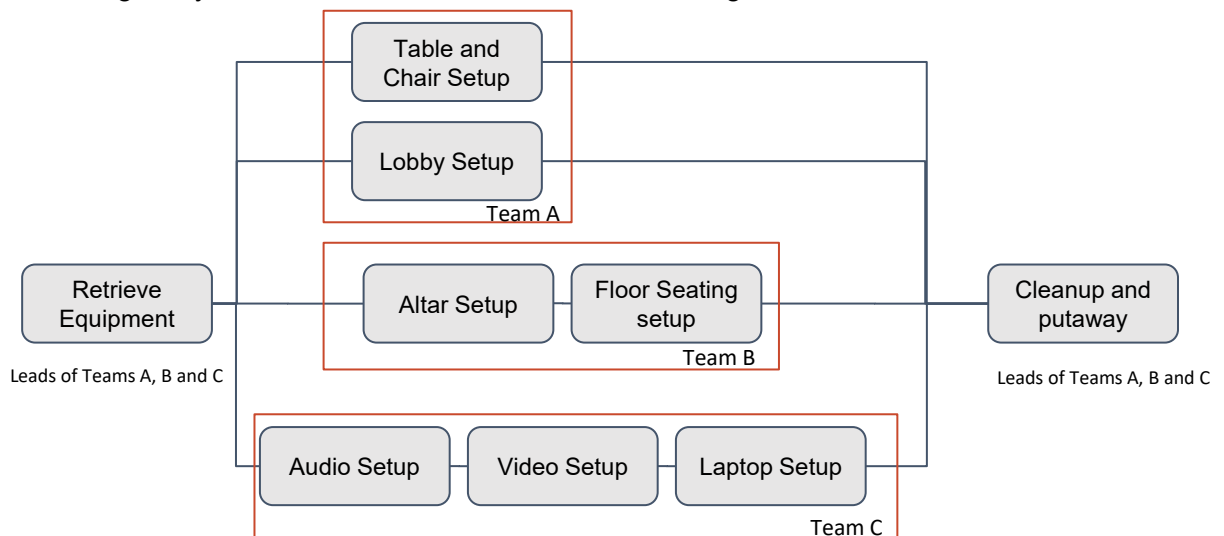 Table and
Chair Setup
Lobby Setup
Team A
Retrieve
Equipment
Leads of Teams A, B and C
Altar Setup
Floor Seating
setup
Team B
Cleanup and
putaway
Leads of Teams A, B and C
Audio Setup
Video Setup
Laptop Setup
Team C